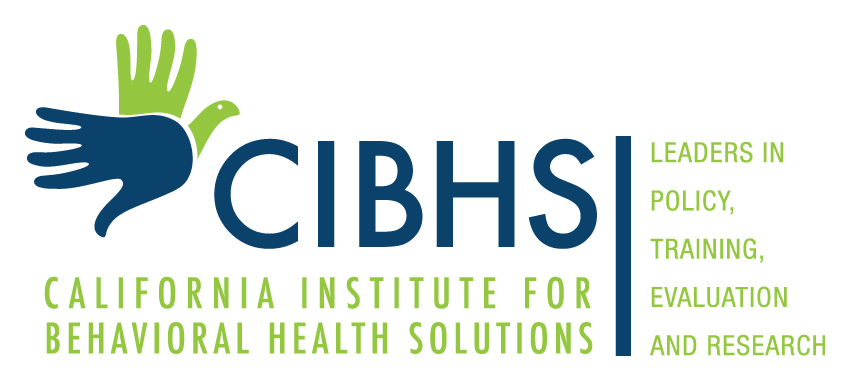 CIBHS
CALIFORNIA INSTITUTE FOR
BEHAVIORAL HEALTH SOLUTIONS
LEADERS IN
POLICY,
TRAINING,
EVALUATION
AND RESEARCH